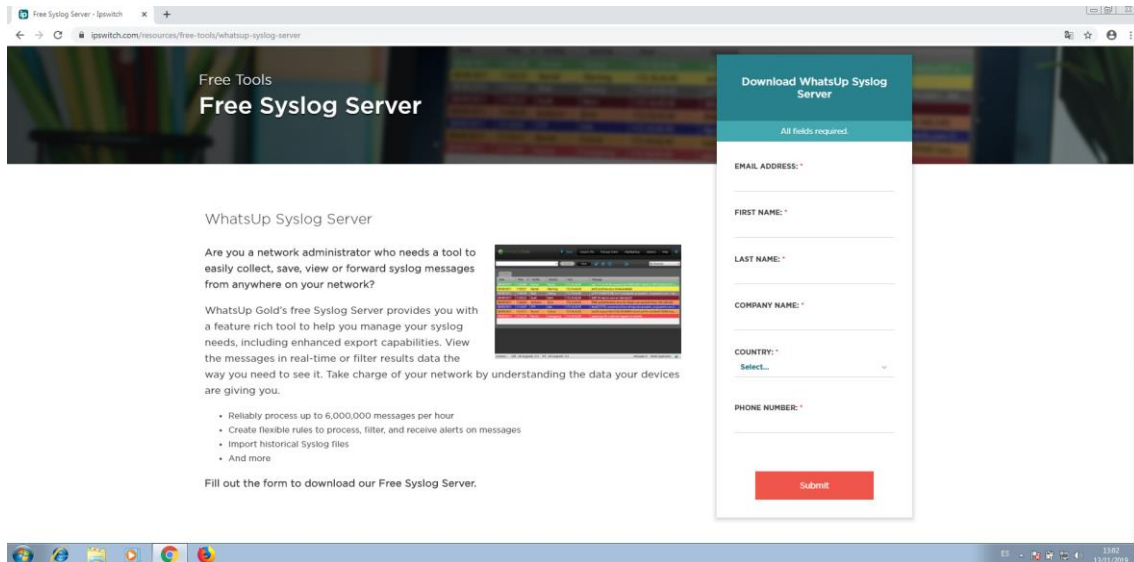 Free Syslog Server - Ipswitch
ipswitch.com/resources/free-tools/whatsup-syslog-server
Free Tools
Free Syslog Server
WhatsUp Syslog Server
Are you a network administrator who needs a tool to
easily collect, save, view or forward syslog messages
from anywhere on your network?
WhatsUp Gold's free Syslog Server provides you with
a feature rich tool to help you manage your syslog
needs, including enhanced export capabilities. View
the messages in real-time or filter results data the
way you need to see it. Take charge of your network by understanding the data your devices
are giving you.
• Reliably process up to 6,000,000 messages per hour
• Create flexible rules to process, filter, and receive alerts on messages
• Import historical Syslog files
• And more
Fill out the form to download our Free Syslog Server.
Download WhatsUp Syslog
Server
All fields required.
EMAIL ADDRESS: *
FIRST NAME: *
LAST NAME: *
COMPANY NAME: *
COUNTRY: *
Select...
PHONE NUMBER: *
Submit
ES
13:02
13/11/2019